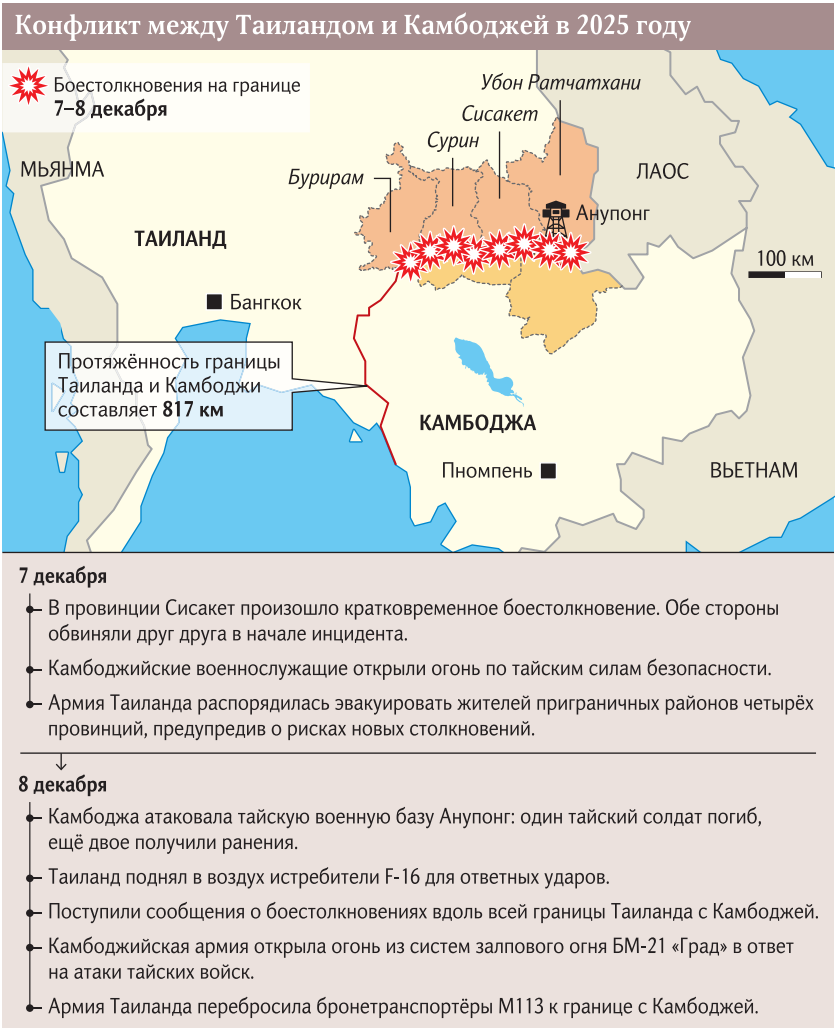 Конфликт между Таиландом и Камбоджей в 2025 году
Боестолкновения на границе
7–8 декабря
Убон Ратчатхани
Сисакет
Сурин
Бурирам
МЬЯНМА
ЛАОС
ТАИЛАНД
Анупонг
100 км
Бангкок
Протяжённость границы
Таиланда и Камбоджи
составляет 817 км
КАМБОДЖА
Пномпень
ВЬЕТНАМ
7 декабря
В провинции Сисакет произошло кратковременное боестолкновение. Обе стороны
обвиняли друг друга в начале инцидента.
Камбоджийские военнослужащие открыли огонь по тайским силам безопасности.
Армия Таиланда распорядилась эвакуировать жителей приграничных районов четырёх
провинций, предупредив о рисках новых столкновений.
8 декабря
Камбоджа атаковала тайскую военную базу Анупонг: один тайский солдат погиб,
ещё двое получили ранения.
Таиланд поднял в воздух истребители F-16 для ответных ударов.
Поступили сообщения о боестолкновениях вдоль всей границы Таиланда с Камбоджей.
Камбоджийская армия открыла огонь из систем залпового огня БМ-21 «Град» в ответ
на атаки тайских войск.
Армия Таиланда перебросила бронетранспортёры М113 к границе с Камбоджей.